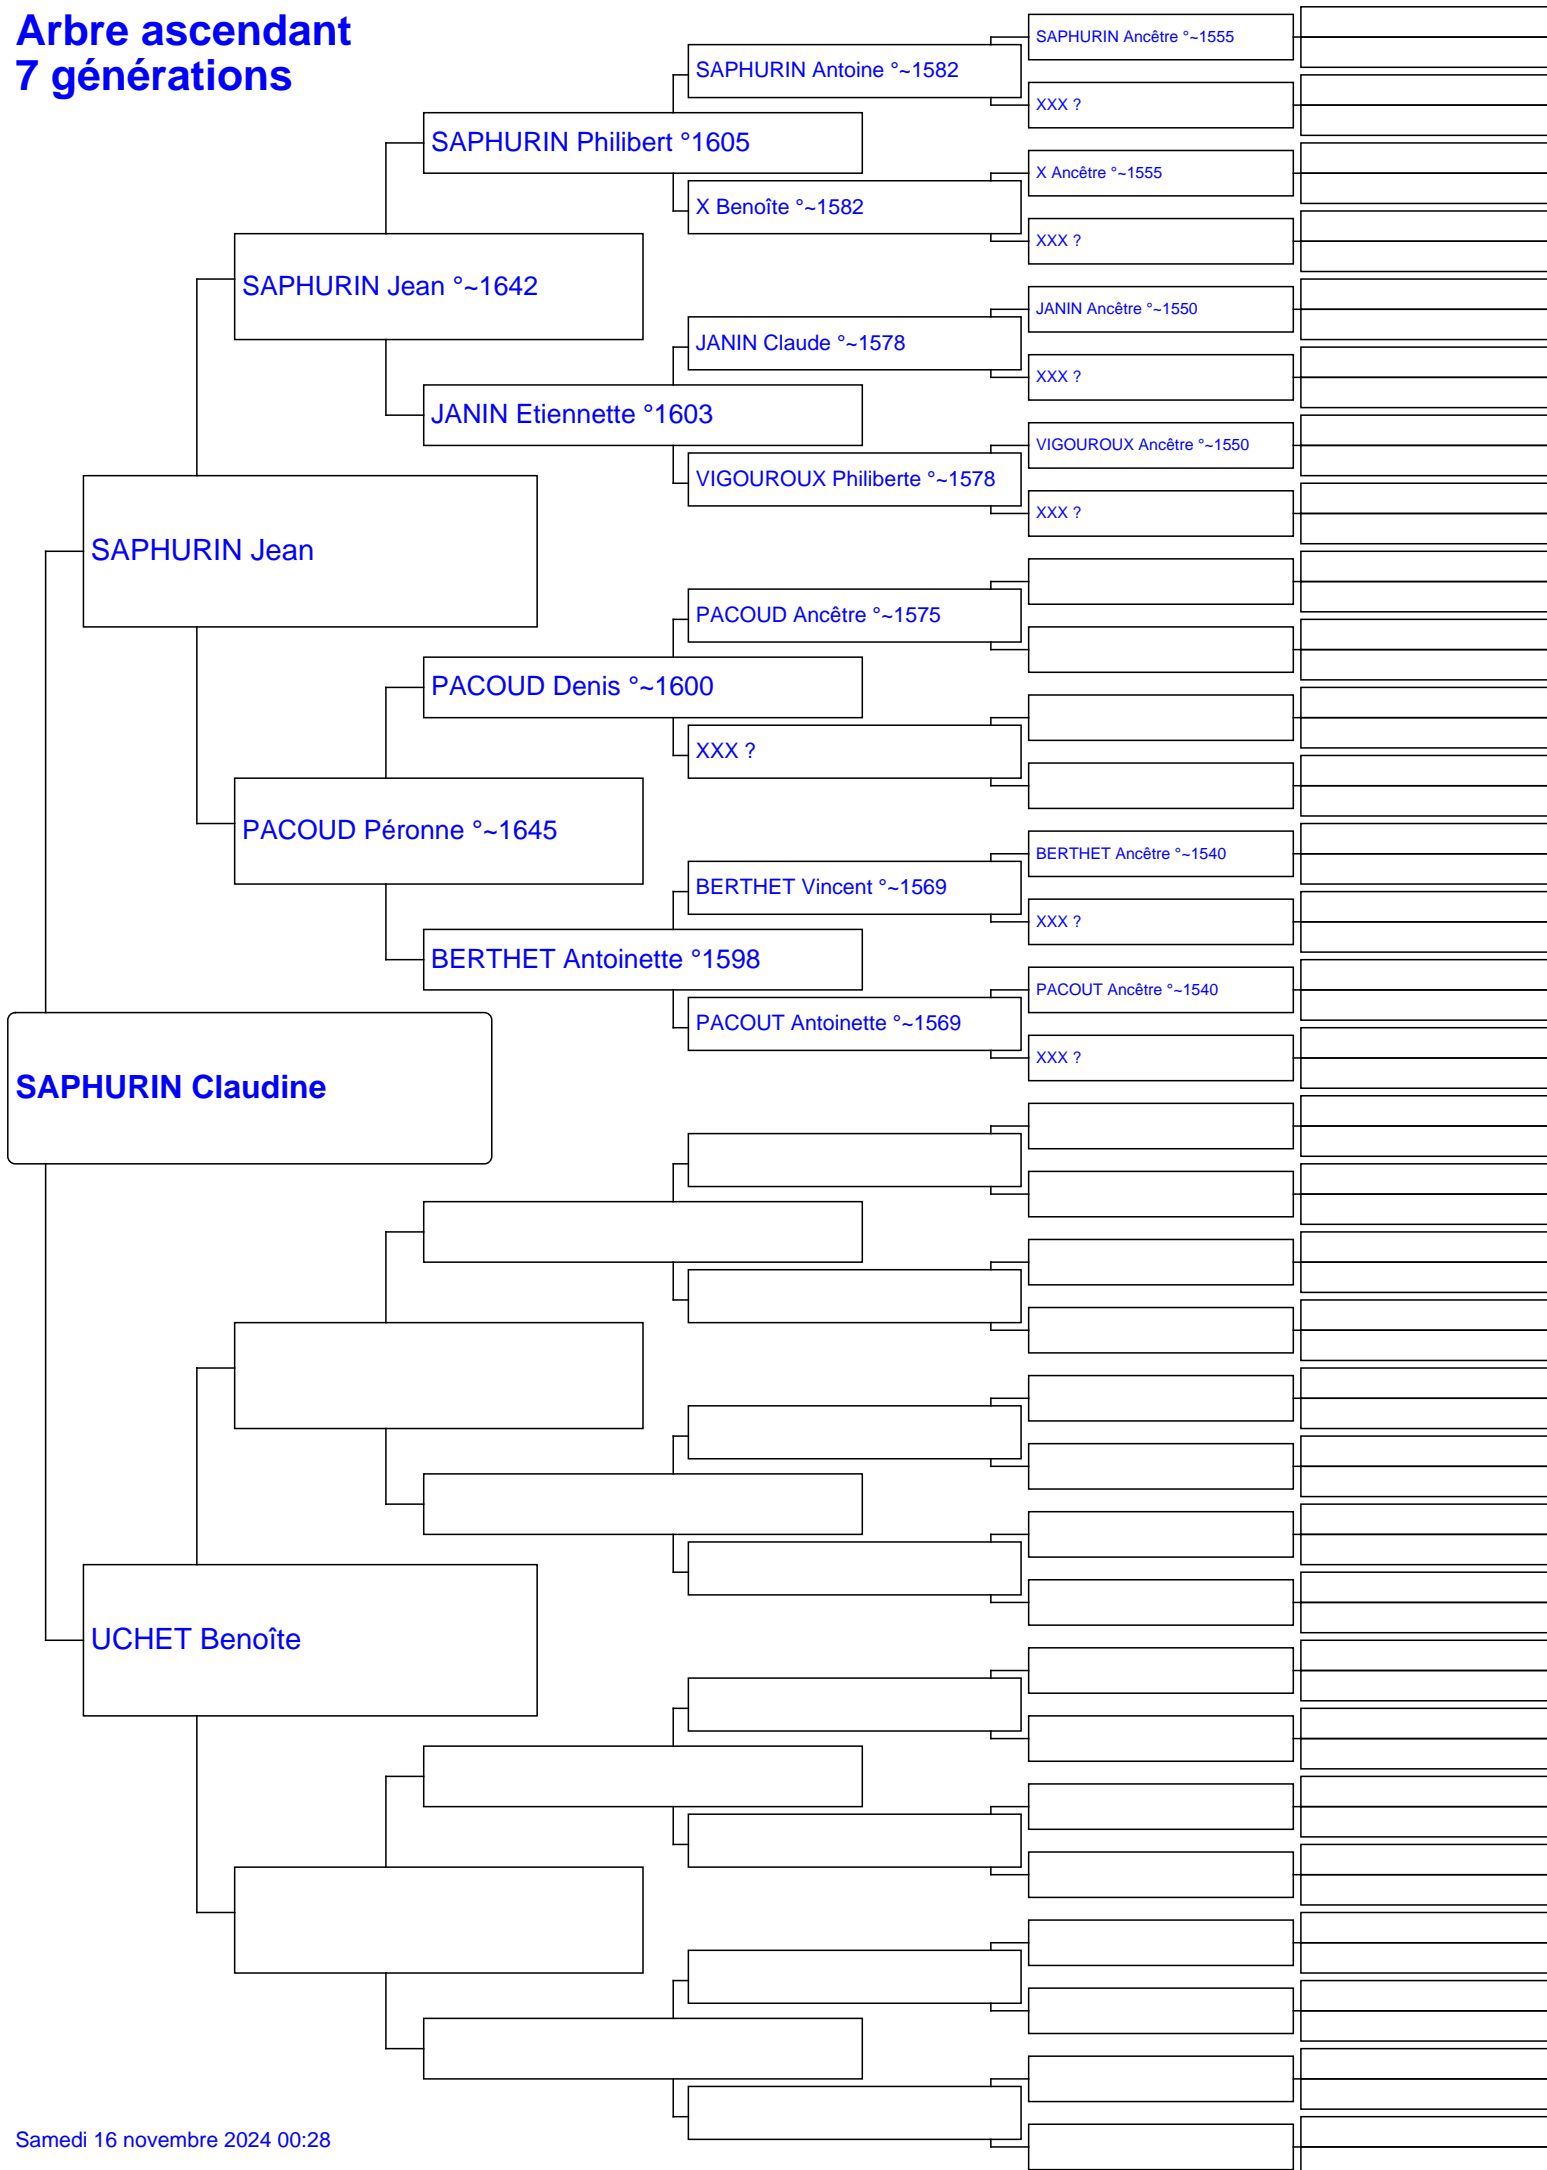 Arbre ascendant
7 générations
SAPHURIN Ancêtre °~1555
SAPHURIN Antoine °~1582
XXX ?
SAPHURIN Philibert °1605
X Ancêtre °~1555
X Benoîte °~1582
XXX ?
SAPHURIN Jean °~1642
JANIN Ancêtre °~1550
JANIN Claude °~1578
XXX ?
JANIN Etiennette °1603
VIGOUROUX Ancêtre °~1550
VIGOUROUX Philiberte °~1578
XXX ?
SAPHURIN Jean
PACOUD Ancêtre °~1575
PACOUD Denis °~1600
XXX ?
PACOUD Péronne °~1645
BERTHET Ancêtre °~1540
BERTHET Vincent °~1569
XXX ?
BERTHET Antoinette °1598
PACOUT Ancêtre °~1540
PACOUT Antoinette °~1569
XXX ?
SAPHURIN Claudine
UCHET Benoîte
Samedi 16 novembre 2024 00:28